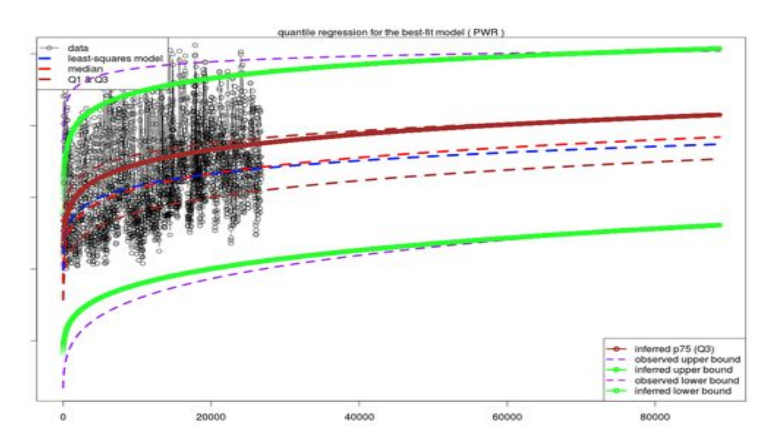 quantile regression for the best-fit model ( PWR )
data
least-squares model
median
Q1 & Q3
inferred p75 (Q3)
observed upper bound
inferred upper bound
observed lower bound
inferred lower bound
0 20000 40000 60000 80000